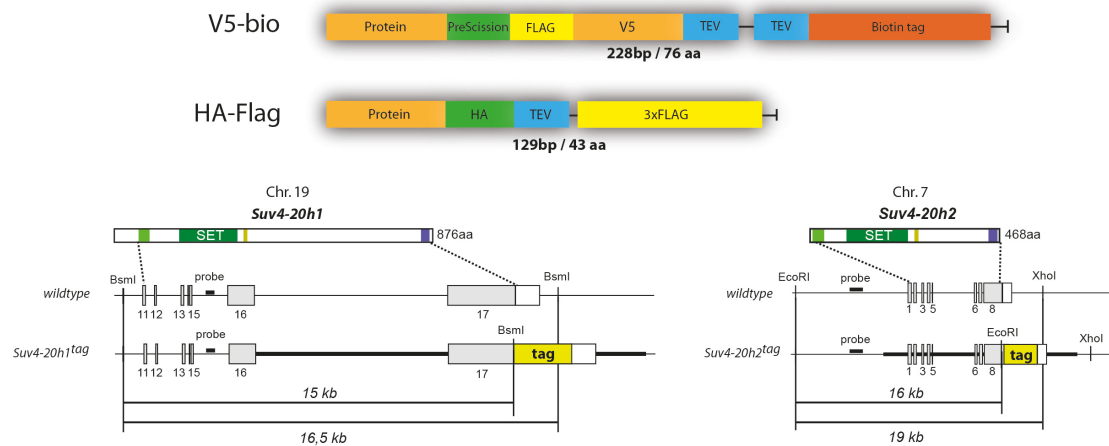 V5-bio
Protein PreScission FLAG V5 TEV TEV Biotin tag
228bp / 76 aa
HA-Flag
Protein HA TEV 3xFLAG
129bp / 43 aa
Chr. 19
Suv4-20h1
SET 876aa
BsmI probe BsmI
wildtype
11 12 13 15 16 17
probe BsmI
Suv4-20h1tag tag
11 12 13 15 16 17
15 kb
16,5 kb
Chr. 7
Suv4-20h2
SET 468aa
EcoRI probe XhoI
wildtype
1 3 5 6 8
probe EcoRI XhoI
Suv4-20h2tag tag
1 3 5 6 8
16 kb
19 kb